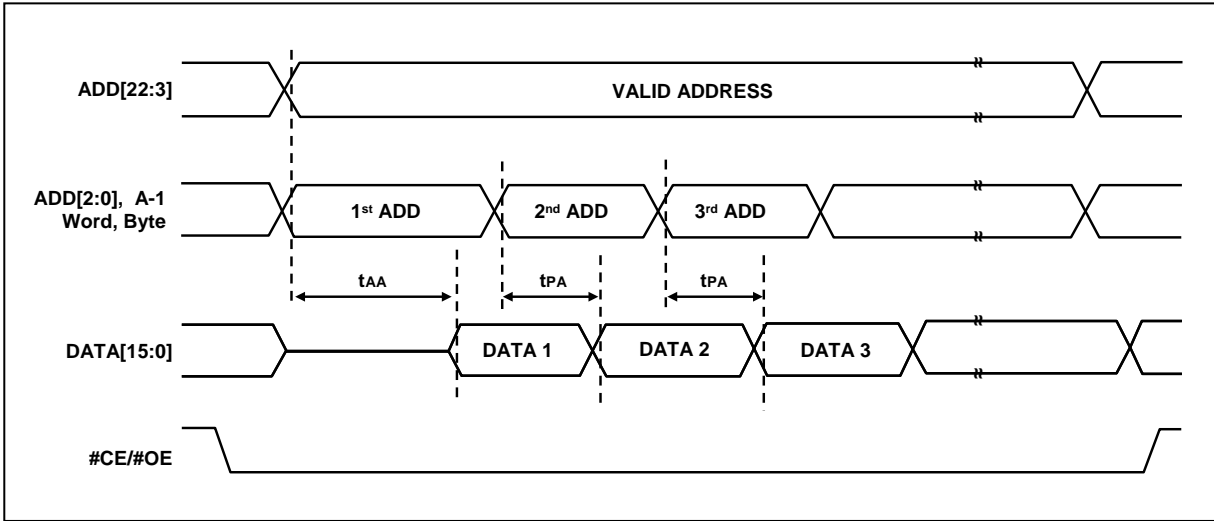 ADD[22:3]
VALID ADDRESS
ADD[2:0], A-1
Word, Byte
1st ADD
2nd ADD
3rd ADD
tAA
tPA
tPA
DATA[15:0]
DATA 1
DATA 2
DATA 3
#CE/#OE